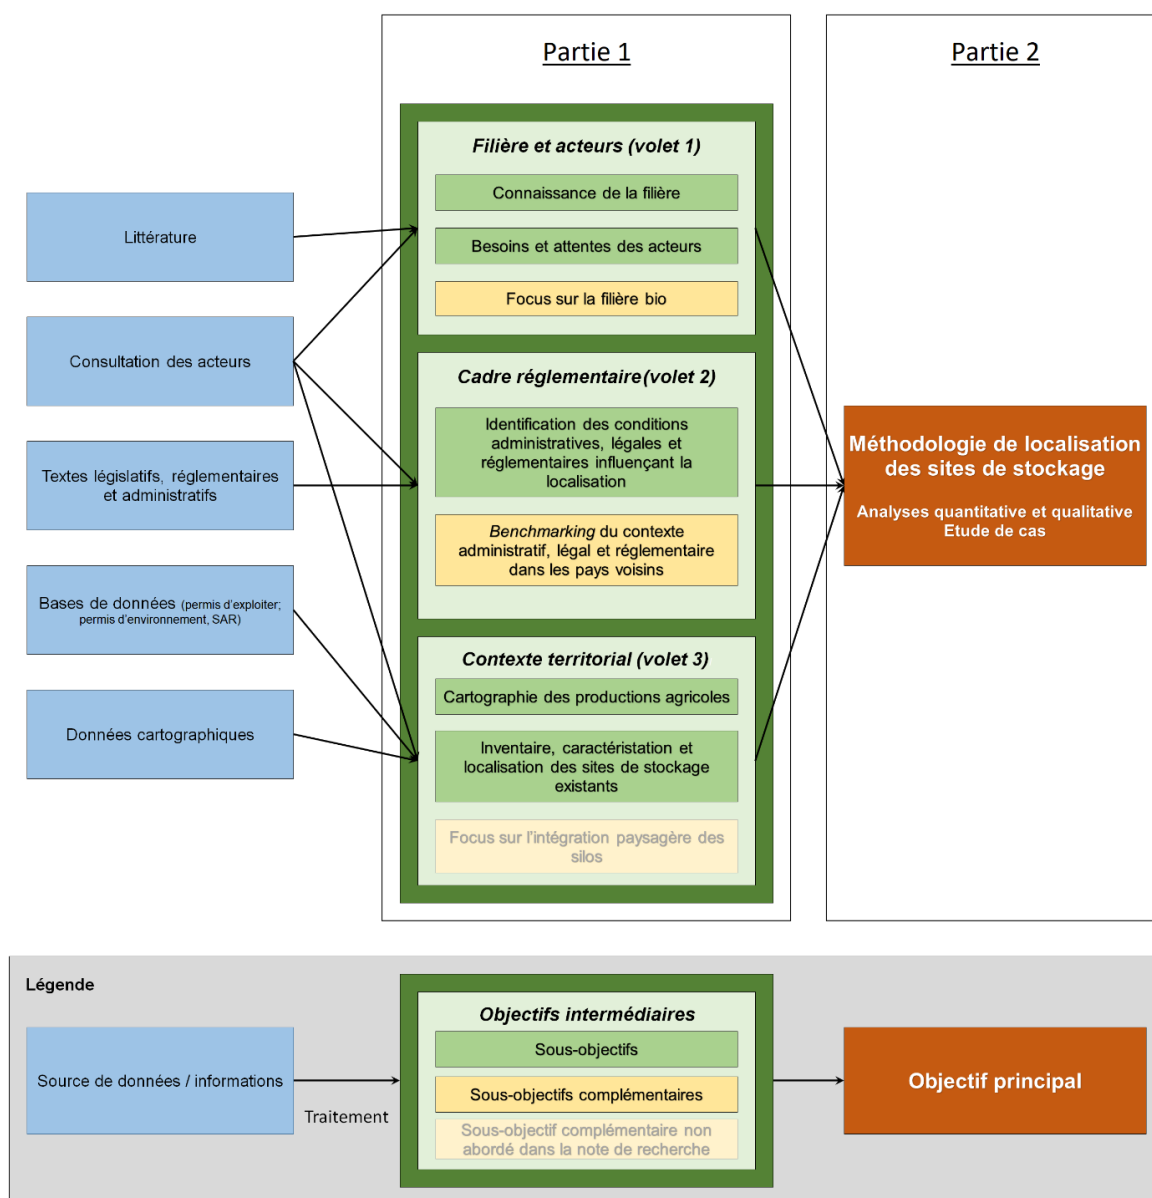 Partie 1
Partie 2
Littérature
Consultation des acteurs
Textes législatifs, réglementaires
et administratifs
Bases de données (permis d'exploiter;
permis d'environnement, SAR)
Données cartographiques
Filière et acteurs (volet 1)
Connaissance de la filière
Besoins et attentes des acteurs
Focus sur la filière bio
Cadre réglementaire(volet 2)
Identification des conditions
administratives, légales et
réglementaires influençant la
localisation
Benchmarking du contexte
administratif, légal et réglementaire
dans les pays voisins
Contexte territorial (volet 3)
Cartographie des productions agricoles
Inventaire, caractéristation et
localisation des sites de stockage
existants
Focus sur l'intégration paysagère des
silos
Méthodologie de localisation
des sites de stockage
Analyses quantitative et qualitative
Etude de cas
Légende
Source de données / informations
Traitement
Objectifs intermédiaires
Sous-objectifs
Sous-objectifs complémentaires
Sous-objectif complémentaire non
abordé dans la note de recherche
Objectif principal